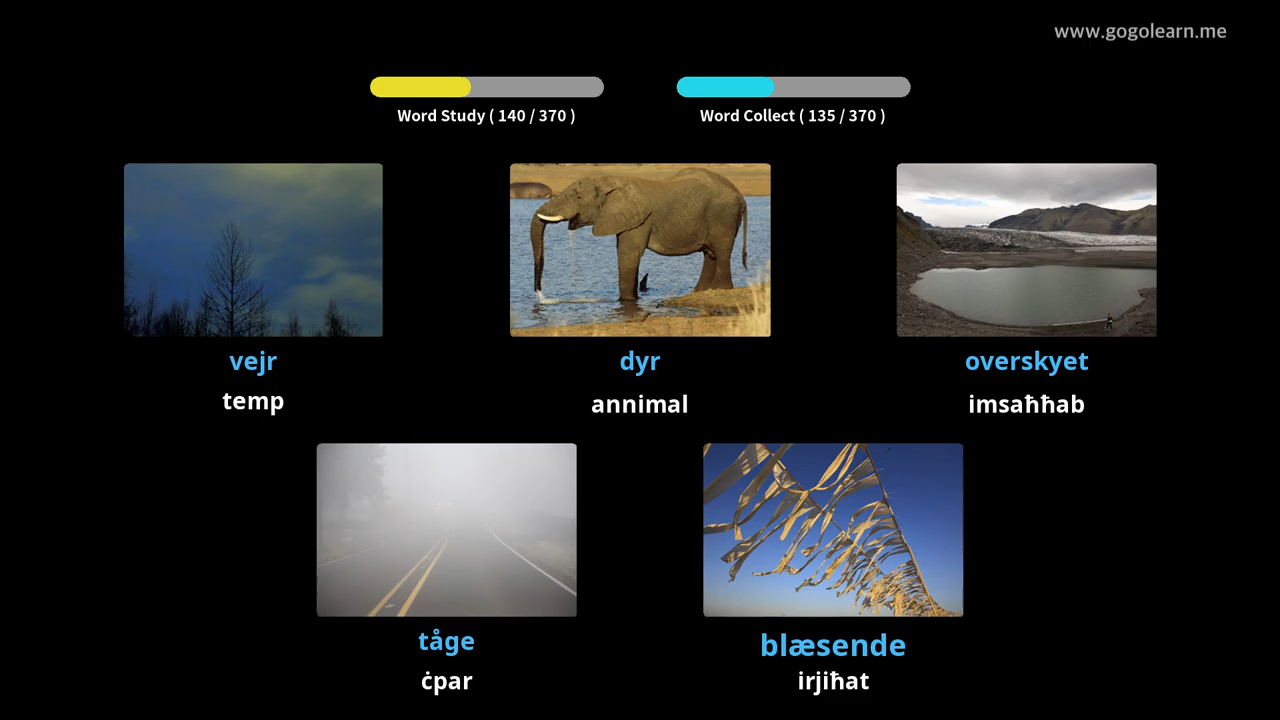 www.gogolearn.me
Word Study ( 140 / 370 )
Word Collect ( 135 / 370 )
vejr
temp
dyr
annimal
overskyet
imsaħħab
tåge
ċpar
blæsende
irjiħat